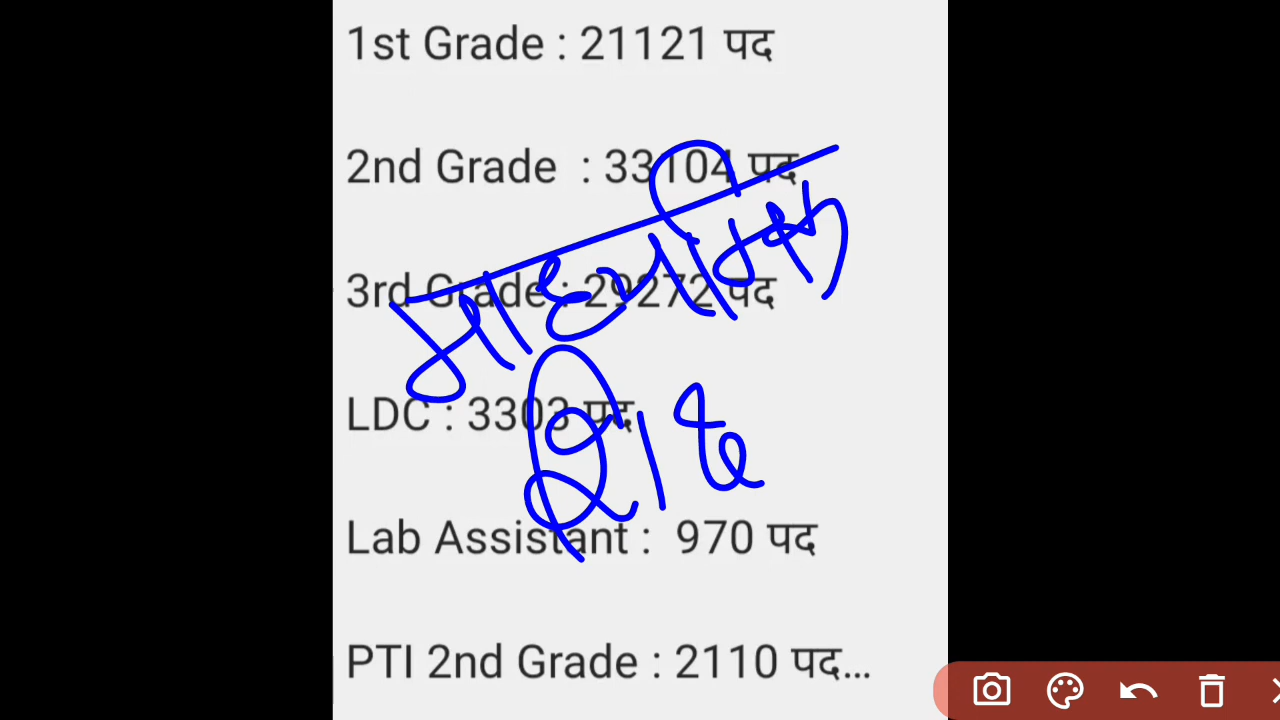 1st Grade : 21121 पद
2nd Grade : 33104 पद
3rd Grade : 29272 पद
माध्यमिक
LDC : 3303 पद
Lab Assistant : 970 पद
PTI 2nd Grade : 2110 पद...